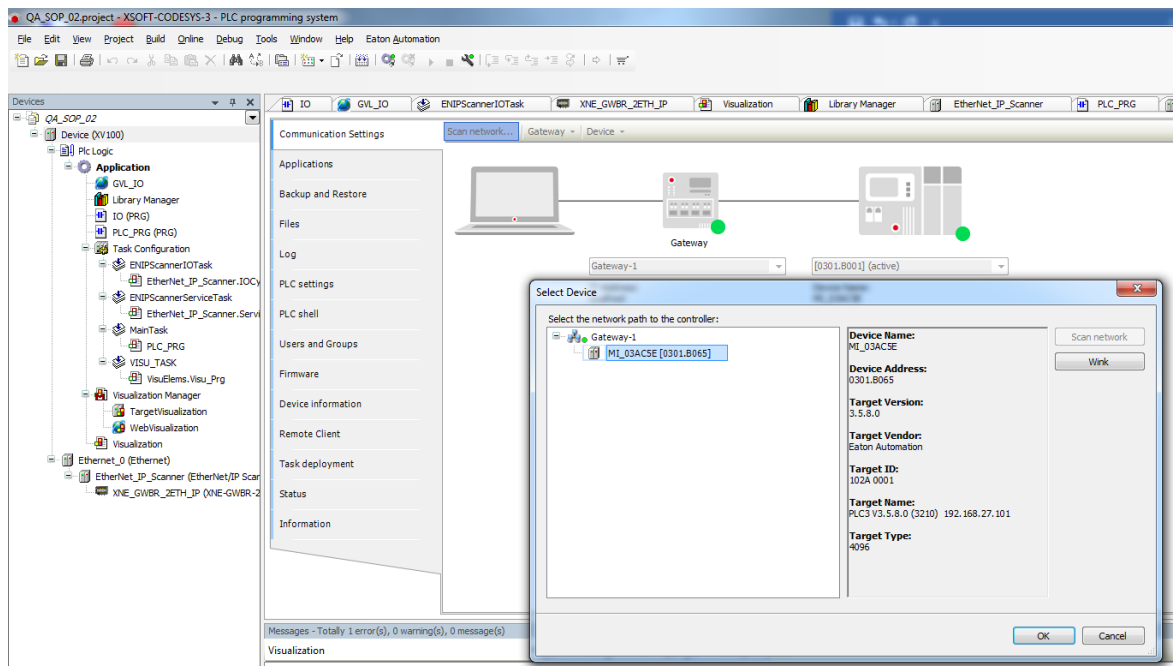 QA_SOP_02.project - XSOFT-CODESYS-3 - PLC programming system
File Edit View Project Build Online Debug Tools Window Help Eaton Automation
Devices
QA_SOP_02
Device (XV100)
Plc Logic
Application
GVL_IO
Library Manager
IO (PRG)
PLC_PRG (PRG)
Task Configuration
ENIPScannerIOTask
EtherNet_IP_Scanner.IOCy
ENIPScannerServiceTask
EtherNet_IP_Scanner.Servi
MainTask
PLC_PRG
VISU_TASK
VisuElems.Visu_Prg
Visualization Manager
TargetVisualization
WebVisualization
Visualization
Ethernet_0 (Ethernet)
EtherNet_IP_Scanner (EtherNet/IP Scar
XNE_GWBR_2ETH_IP (XNE-GWBR-2
IO GVL_IO ENIPScannerIOTask XNE_GWBR_2ETH_IP Visualization Library Manager EtherNet_IP_Scanner PLC_PRG
Communication Settings
Applications
Backup and Restore
Files
Log
PLC settings
PLC shell
Users and Groups
Firmware
Device information
Remote Client
Task deployment
Status
Information
Scan network... Gateway Device
Gateway
Gateway-1
[0301.B001] (active)
Select Device
Select the network path to the controller:
Gateway-1
MI_03AC5E [0301.B065]
Device Name:
MI_03AC5E
Device Address:
0301.B065
Target Version:
3.5.8.0
Target Vendor:
Eaton Automation
Target ID:
102A 0001
Target Name:
PLC3 V3.5.8.0 (3210) 192.168.27.101
Target Type:
4096
Scan network
Wink
OK Cancel
Messages - Totally 1 error(s), 0 warning(s), 0 message(s)
Visualization